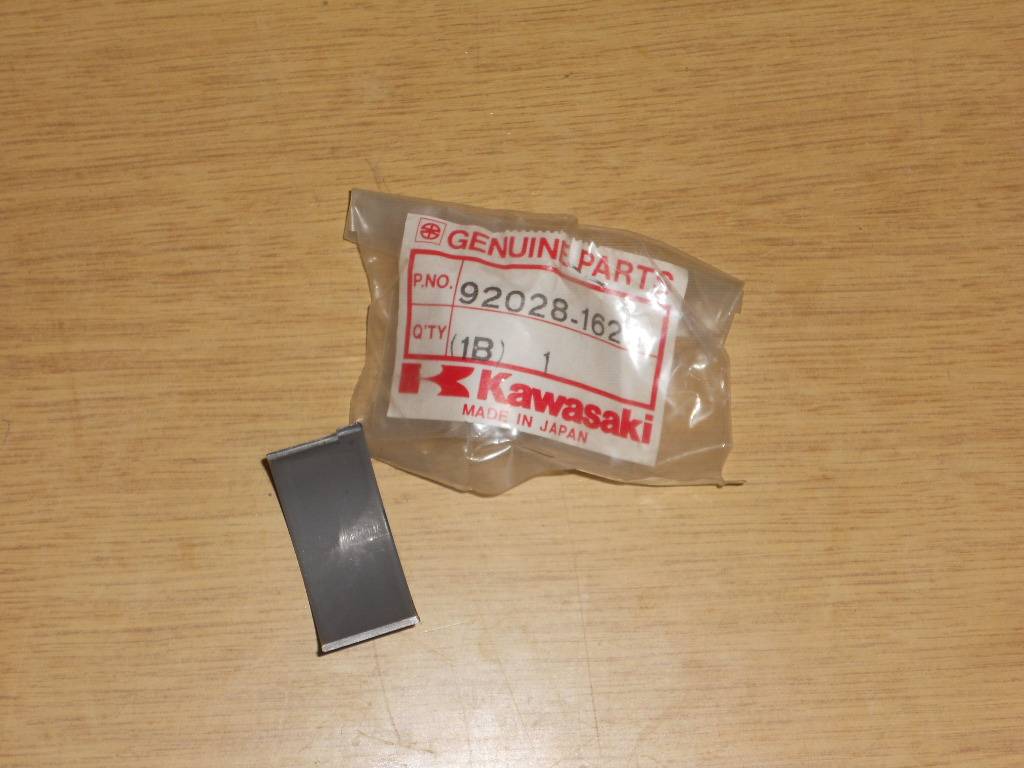 GENUINE PARTS
P.NO. 92028-162
Q'TY (1B) 1
Kawasaki
MADE IN JAPAN